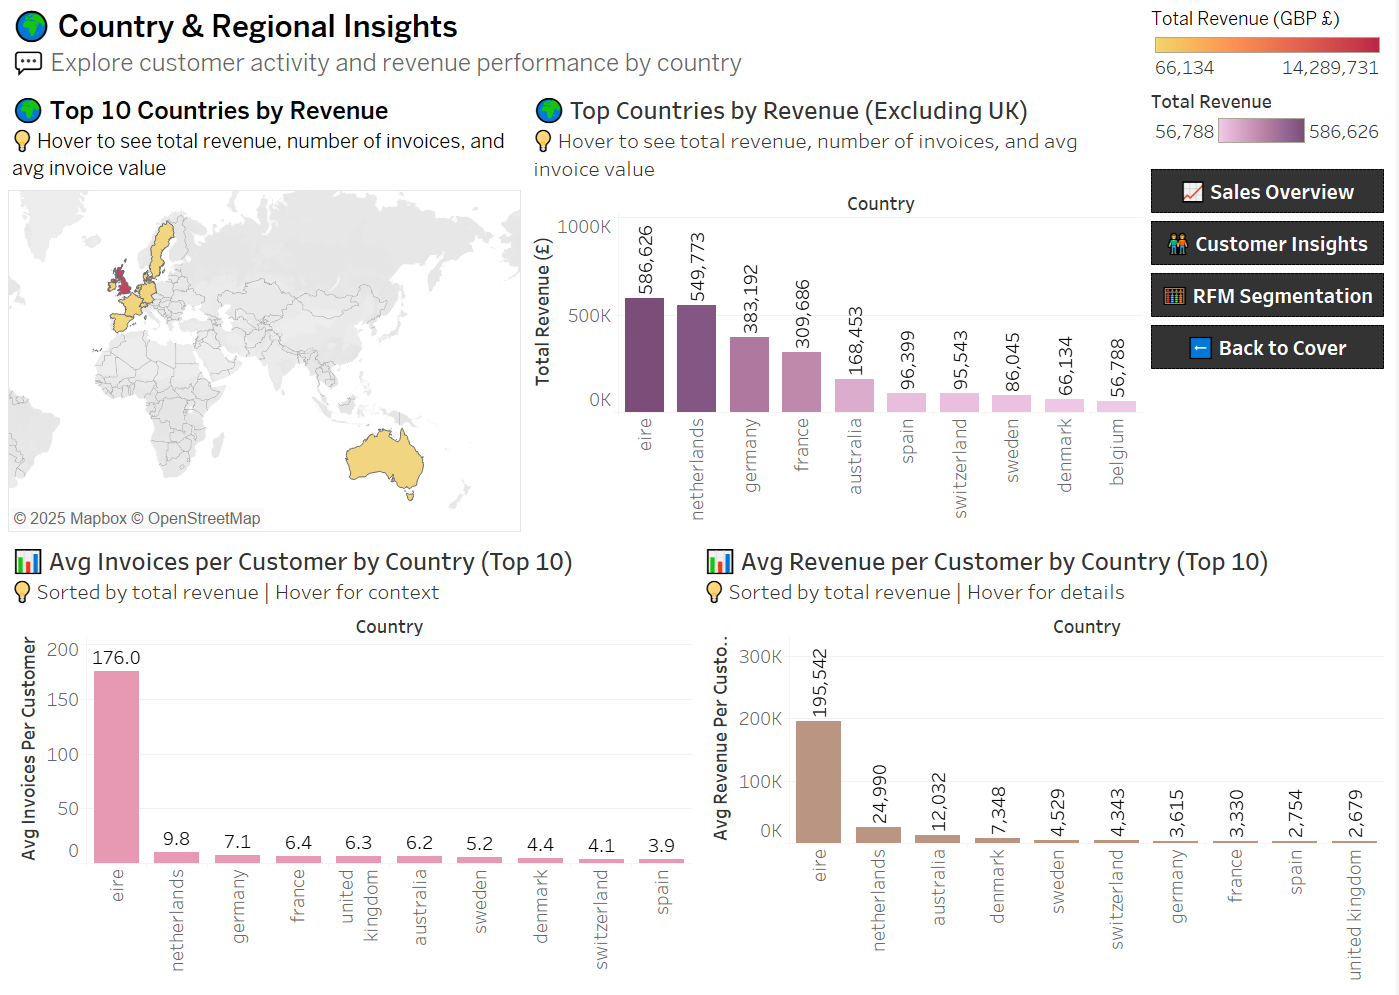 Country & Regional Insights
Explore customer activity and revenue performance by country
Total Revenue (GBP £)
66,134 14,289,731
Total Revenue
56,788 586,626
Sales Overview
Customer Insights
RFM Segmentation
Back to Cover
Top 10 Countries by Revenue
Hover to see total revenue, number of invoices, and
avg invoice value
© 2025 Mapbox © OpenStreetMap
Top Countries by Revenue (Excluding UK)
Hover to see total revenue, number of invoices, and avg
invoice value
Country
Total Revenue (£)
1000K
500K
0K
586,626
549,773
383,192
309,686
168,453
96,399
95,543
86,045
66,134
56,788
eire
netherlands
germany
france
australia
spain
switzerland
sweden
denmark
belgium
Avg Invoices per Customer by Country (Top 10)
Sorted by total revenue | Hover for context
Country
Avg Invoices Per Customer
200
150
100
50
0
176.0
9.8
7.1
6.4
6.3
6.2
5.2
4.4
4.1
3.9
eire
netherlands
germany
france
united
kingdom
australia
sweden
denmark
switzerland
spain
Avg Revenue per Customer by Country (Top 10)
Sorted by total revenue | Hover for details
Country
Avg Revenue Per Custo..
300K
200K
100K
0K
195,542
24,990
12,032
7,348
4,529
4,343
3,615
3,330
2,754
2,679
eire
netherlands
australia
denmark
sweden
switzerland
germany
france
spain
united kingdom